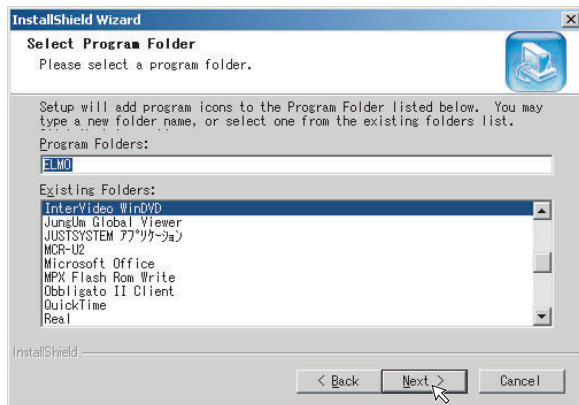 InstallShield Wizard
Select Program Folder
Please select a program folder.
Setup will add program icons to the Program Folder listed below. You may
type a new folder name, or select one from the existing folders list.
Program Folders:
ELMO
Existing Folders:
InterVideo WinDVD
JungUm Global Viewer
JUSTSYSTEM アプリケーション
MCR-U2
Microsoft Office
MPX Flash Rom Write
Obbligato II Client
QuickTime
Real
InstallShield
< Back Next > Cancel